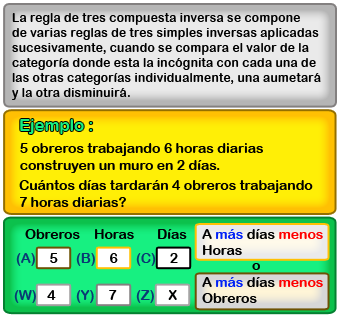 La regla de tres compuesta inversa se compone
de varias reglas de tres simples inversas aplicadas
sucesivamente, cuando se compara el valor de la
categoría donde esta la incógnita con cada una de
las otras categorías individualmente, una aumetará
y la otra disminuirá.
Ejemplo :
5 obreros trabajando 6 horas diarias
construyen un muro en 2 días.
Cuántos días tardarán 4 obreros trabajando
7 horas diarias?
Obreros Horas Días
(A) 5 (B) 6 (C) 2
(W) 4 (Y) 7 (Z) X
A más días menos
Horas
o
A más días menos
Obreros